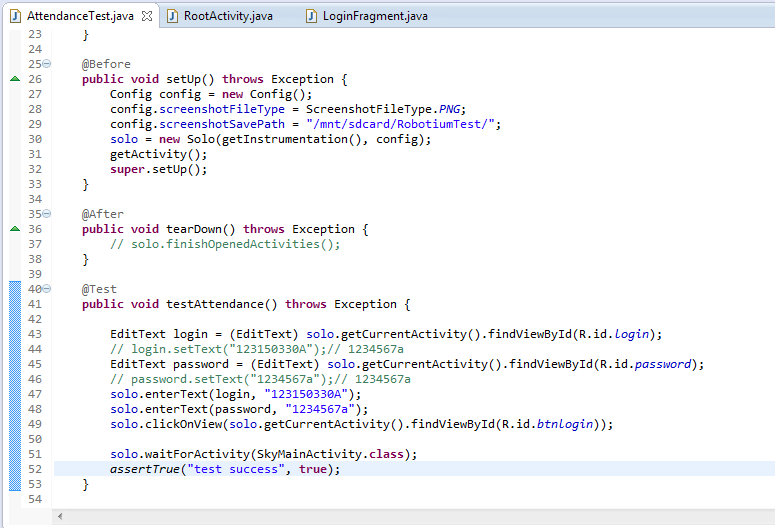 AttendanceTest.java RootActivity.java LoginFragment.java
23 }
24
25 @Before
26 public void setUp() throws Exception {
27 Config config = new Config();
28 config.screenshotFileType = ScreenshotFileType.PNG;
29 config.screenshotSavePath = "/mnt/sdcard/RobotiumTest/";
30 solo = new Solo(getInstrumentation(), config);
31 getActivity();
32 super.setUp();
33 }
34
35 @After
36 public void tearDown() throws Exception {
37 // solo.finishOpenedActivities();
38 }
39
40 @Test
41 public void testAttendance() throws Exception {
42
43 EditText login = (EditText) solo.getCurrentActivity().findViewById(R.id.login);
44 // login.setText("123150330A");// 1234567a
45 EditText password = (EditText) solo.getCurrentActivity().findViewById(R.id.password);
46 // password.setText("1234567a");// 1234567a
47 solo.enterText(login, "123150330A");
48 solo.enterText(password, "1234567a");
49 solo.clickOnView(solo.getCurrentActivity().findViewById(R.id.btnlogin));
50
51 solo.waitForActivity(SkyMainActivity.class);
52 assertTrue("test success", true);
53 }
54